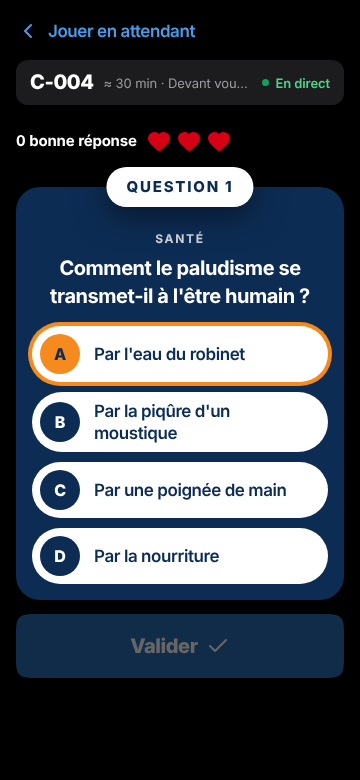 Jouer en attendant
C-004 ≈ 30 min · Devant vou... En direct
0 bonne réponse
QUESTION 1
SANTÉ
Comment le paludisme se
transmet-il à l'être humain ?
A Par l'eau du robinet
B Par la piqûre d'un
moustique
C Par une poignée de main
D Par la nourriture
Valider